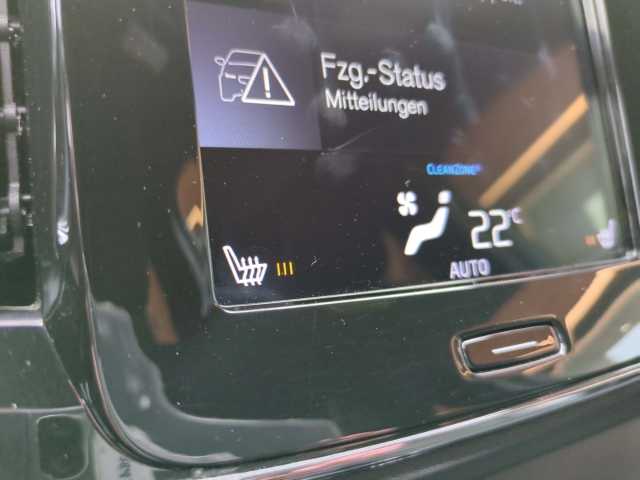 Fzg.-Status
Mitteilungen
CLEANZONE
22°C
AUTO